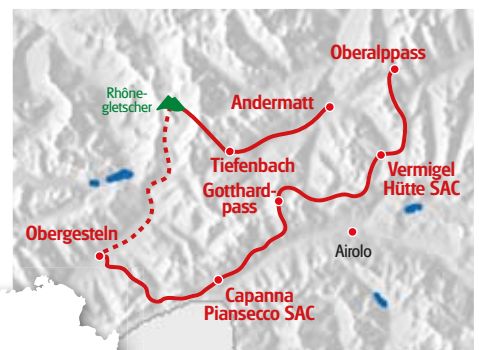 Oberalppass
Rhône-
gletscher
Andermatt
Tiefenbach
Gotthard-
pass
Vermigel
Hütte SAC
Obergesteln
Airolo
Capanna
Piansecco SAC